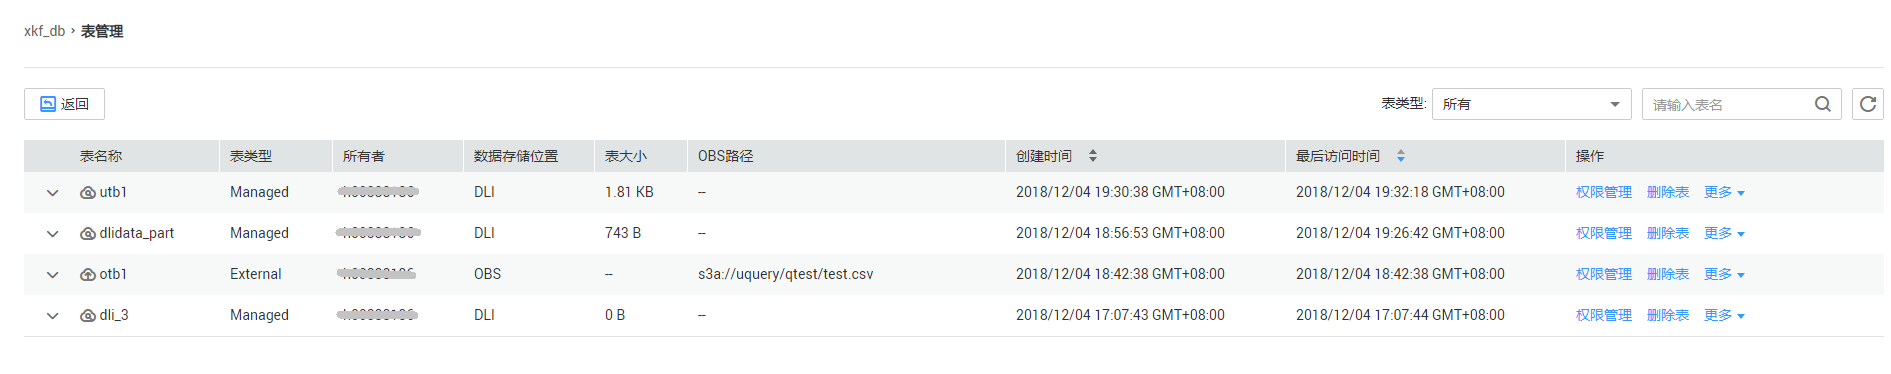 xkf_db > 表管理
返回 表类型: 所有 请输入表名
表名称 表类型 所有者 数据存储位置 表大小 OBS路径 创建时间 最后访问时间 操作
utb1 Managed DLI 1.81 KB -- 2018/12/04 19:30:38 GMT+08:00 2018/12/04 19:32:18 GMT+08:00 权限管理 删除表 更多
dlidata_part Managed DLI 743 B -- 2018/12/04 18:56:53 GMT+08:00 2018/12/04 19:26:42 GMT+08:00 权限管理 删除表 更多
otb1 External OBS -- s3a://uquery/qtest/test.csv 2018/12/04 18:42:38 GMT+08:00 2018/12/04 18:42:38 GMT+08:00 权限管理 删除表 更多
dli_3 Managed DLI 0 B -- 2018/12/04 17:07:43 GMT+08:00 2018/12/04 17:07:44 GMT+08:00 权限管理 删除表 更多